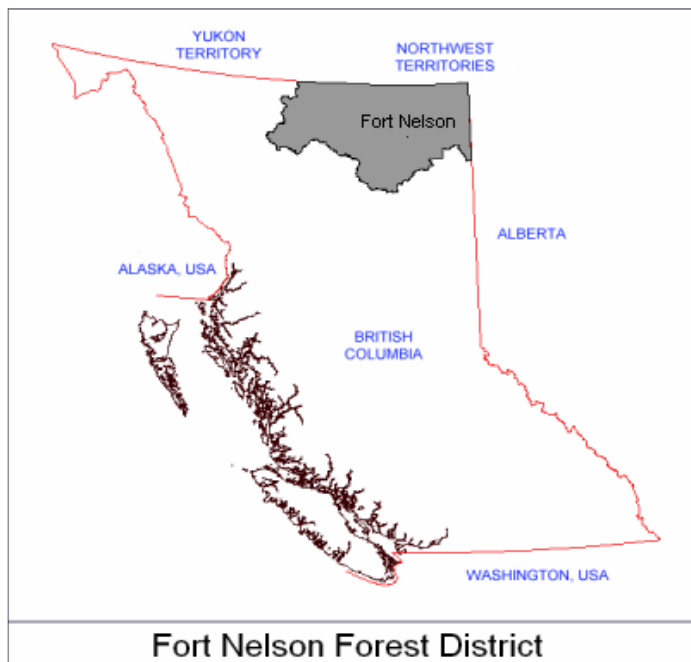 YUKON
TERRITORY
NORTHWEST
TERRITORIES
Fort Nelson
ALBERTA
ALASKA, USA
BRITISH
COLUMBIA
WASHINGTON, USA
Fort Nelson Forest District